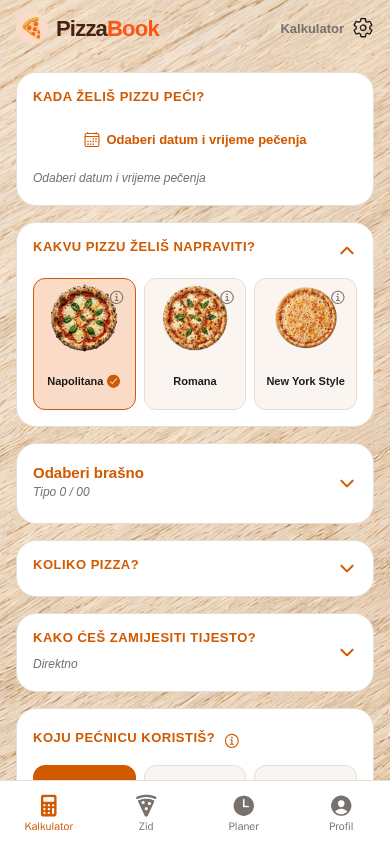 PizzaBook
Kalkulator
KADA ŽELIŠ PIZZU PEĆI?
Odaberi datum i vrijeme pečenja
Odaberi datum i vrijeme pečenja
KAKVU PIZZU ŽELIŠ NAPRAVITI?
Napolitana
Romana
New York Style
Odaberi brašno
Tipo 0 / 00
KOLIKO PIZZA?
KAKO ĆEŠ ZAMIJESITI TIJESTO?
Direktno
KOJU PEĆNICU KORISTIŠ?
Kalkulator
Zid
Planer
Profil